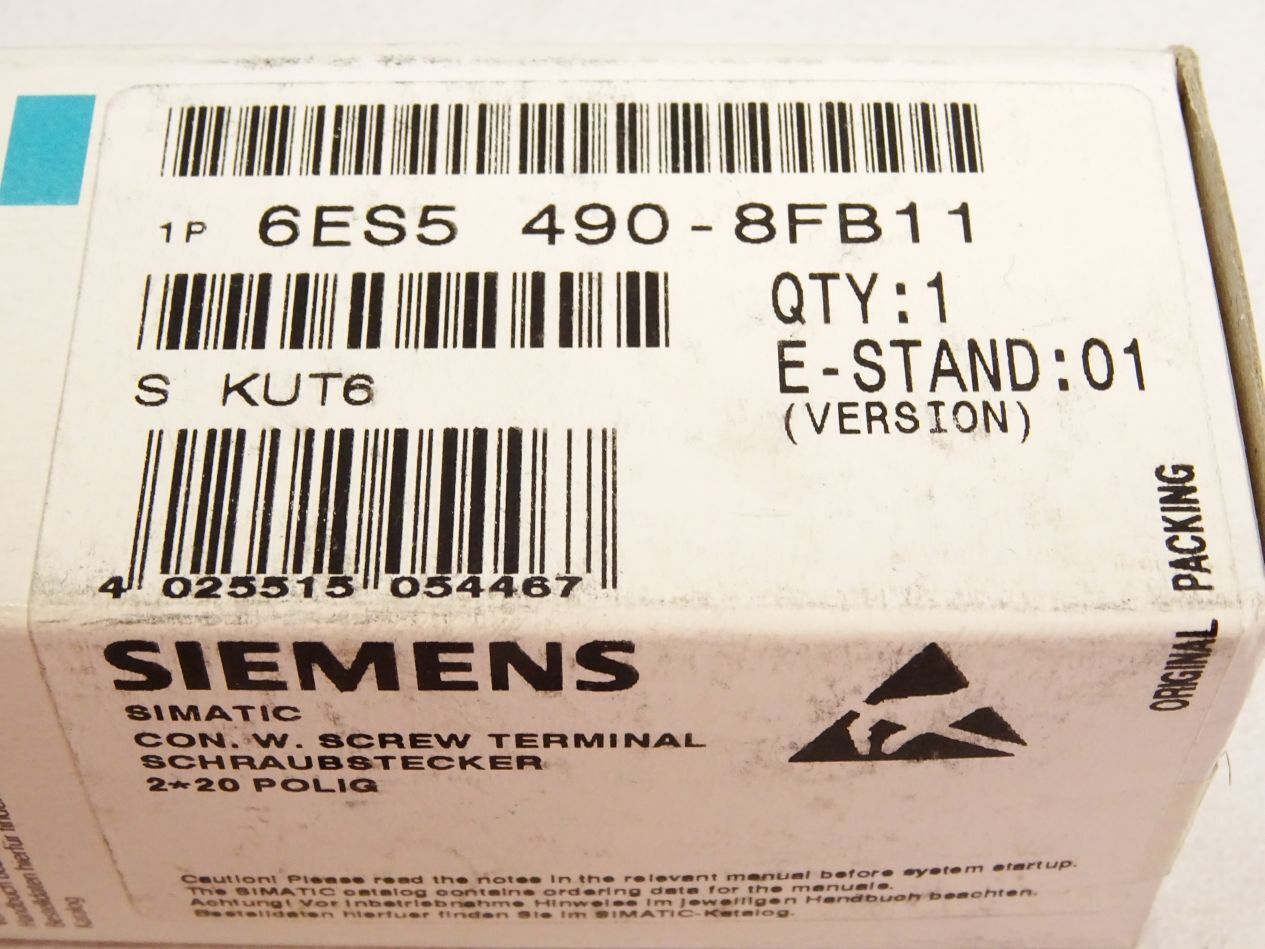 1P 6ES5 490-8FB11
QTY:1
E-STAND:01
(VERSION)
S KUT6
4 025515 054467
ORIGINAL PACKING
SIEMENS
SIMATIC
CON. W. SCREW TERMINAL
SCHRAUBSTECKER
2*20 POLIG
Caution! Please read the notes in the relevant manual before system startup.
The SIMATIC catalog contains ordering data for the manuals.
Achtung! Vor Inbetriebnahme Hinweise im jeweiligen Handbuch beachten.
Bestelldaten hierfuer finden Sie im SIMATIC-Katalog.
Katalog